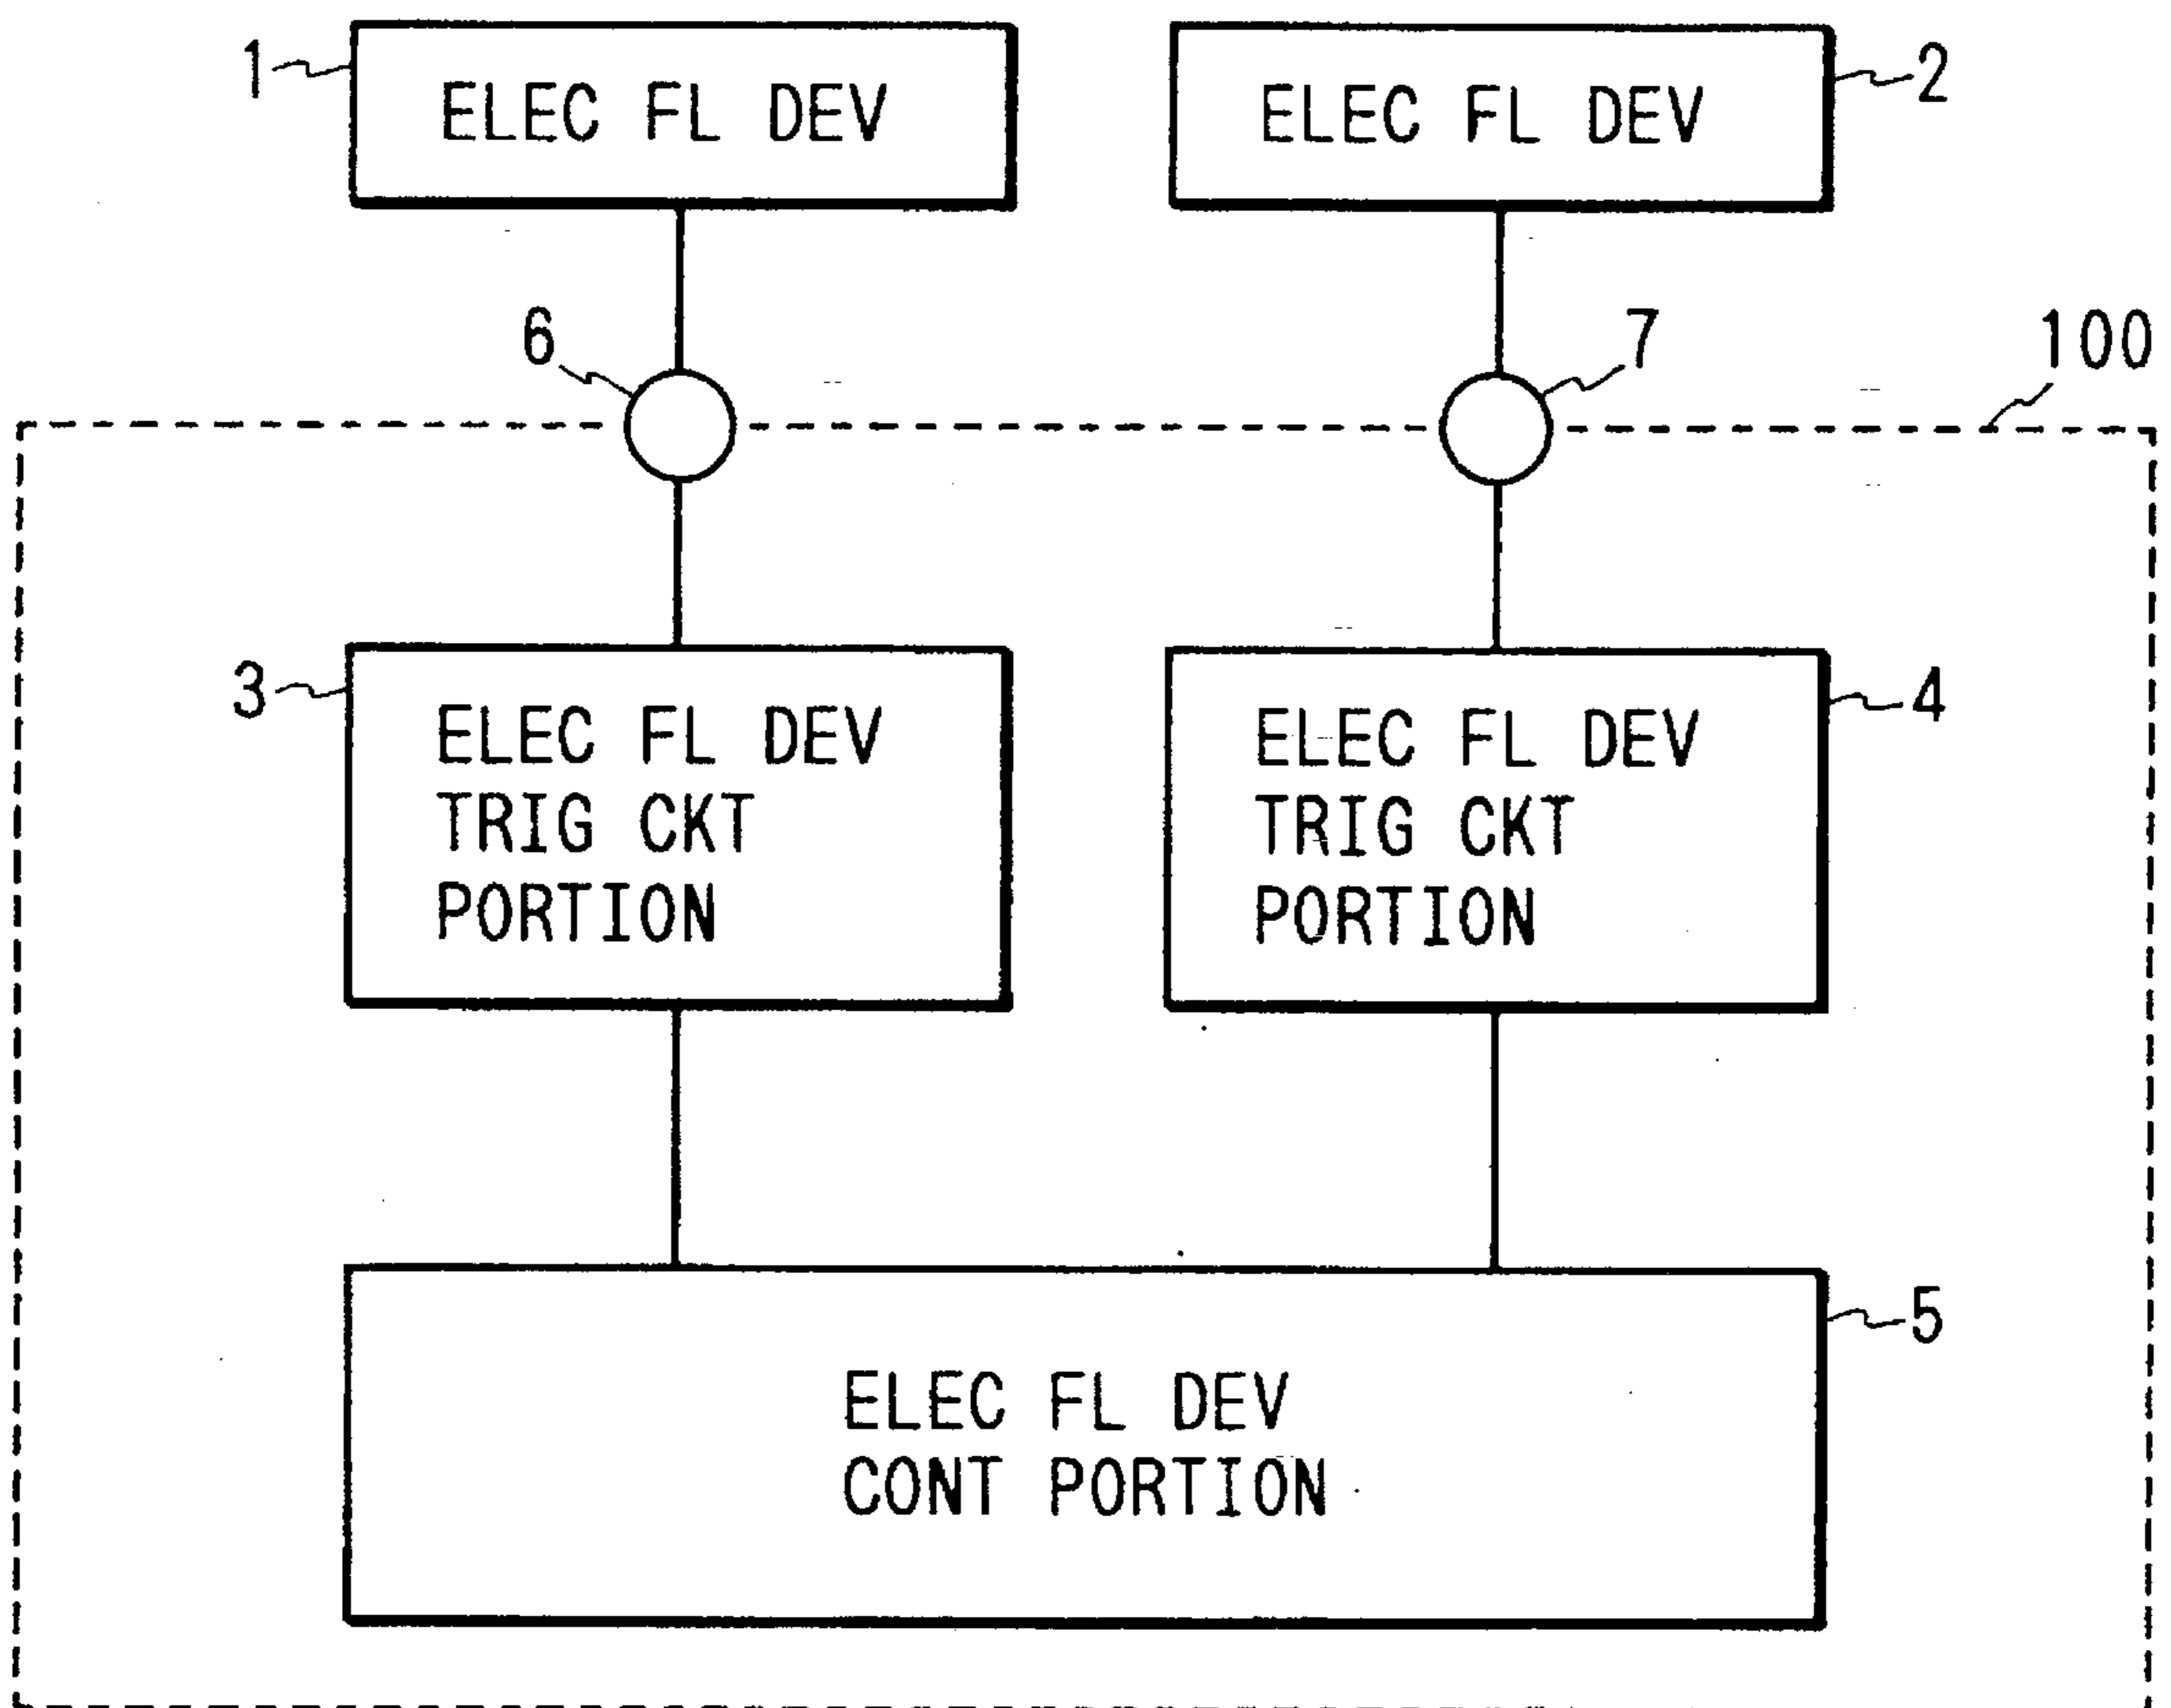 1
ELEC FL DEV
ELEC FL DEV
2
6
7
100
3
ELEC FL DEV
TRIG CKT
PORTION
ELEC FL DEV
TRIG CKT
PORTION
4
ELEC FL DEV
CONT PORTION
5